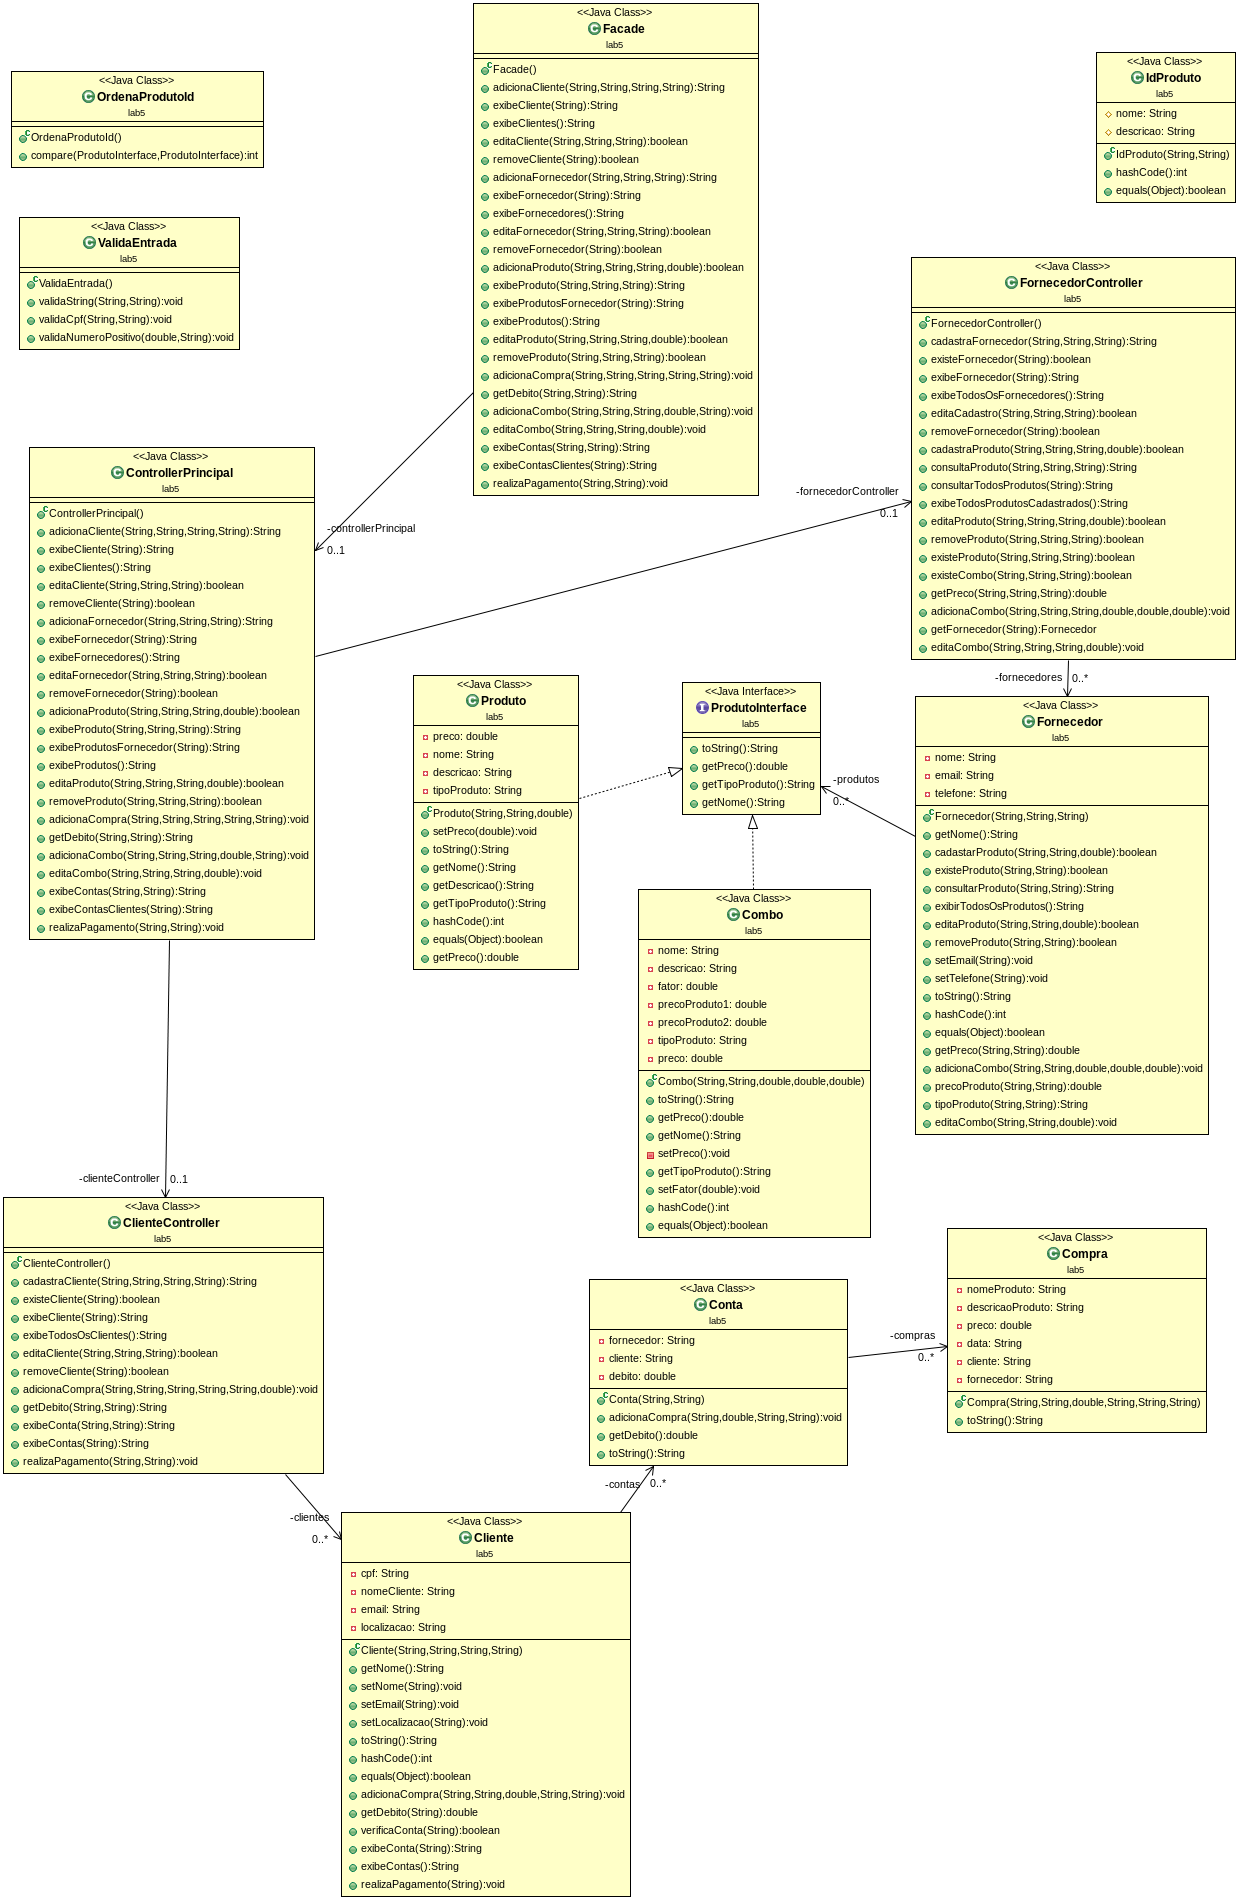 <<Java Class>>
Facade
lab5
Facade()
adicionaCliente(String,String,String,String):String
exibeCliente(String):String
exibeClientes():String
editaCliente(String,String,String):boolean
removeCliente(String):boolean
adicionaFornecedor(String,String,String):String
exibeFornecedor(String):String
exibeFornecedores():String
editaFornecedor(String,String,String):boolean
removeFornecedor(String):boolean
adicionaProduto(String,String,String,double):boolean
exibeProduto(String,String,String):String
exibeProdutosFornecedor(String):String
exibeProdutos():String
editaProduto(String,String,String,double):boolean
removeProduto(String,String,String):boolean
adicionaCompra(String,String,String,String,String):void
getDebito(String,String):String
adicionaCombo(String,String,String,double,String):void
editaCombo(String,String,String,double):void
exibeContas(String,String):String
exibeContasClientes(String):String
realizaPagamento(String,String):void
<<Java Class>>
OrdenaProdutoId
lab5
OrdenaProdutoId()
compare(ProdutoInterface,ProdutoInterface):int
<<Java Class>>
IdProduto
lab5
nome: String
descricao: String
IdProduto(String,String)
hashCode():int
equals(Object):boolean
<<Java Class>>
ValidaEntrada
lab5
ValidaEntrada()
validaString(String,String):void
validaCpf(String,String):void
validaNumeroPositivo(double,String):void
<<Java Class>>
FornecedorController
lab5
FornecedorController()
cadastraFornecedor(String,String,String):String
existeFornecedor(String):boolean
exibeFornecedor(String):String
exibeTodosOsFornecedores():String
editaCadastro(String,String,String):boolean
removeFornecedor(String):boolean
cadastraProduto(String,String,String,double):boolean
consultaProduto(String,String,String):String
consultarTodosProdutos(String):String
exibeTodosProdutosCadastrados():String
editaProduto(String,String,String,double):boolean
removeProduto(String,String,String):boolean
existeProduto(String,String,String):boolean
existeCombo(String,String,String):boolean
getPreco(String,String,String):double
adicionaCombo(String,String,String,double,double,double):void
getFornecedor(String):Fornecedor
editaCombo(String,String,String,double):void
-fornecedorController
0..1
-controllerPrincipal
0..1
<<Java Class>>
ControllerPrincipal
lab5
ControllerPrincipal()
adicionaCliente(String,String,String,String):String
exibeCliente(String):String
exibeClientes():String
editaCliente(String,String,String):boolean
removeCliente(String):boolean
adicionaFornecedor(String,String,String):String
exibeFornecedor(String):String
exibeFornecedores():String
editaFornecedor(String,String,String):boolean
removeFornecedor(String):boolean
adicionaProduto(String,String,String,double):boolean
exibeProduto(String,String,String):String
exibeProdutosFornecedor(String):String
exibeProdutos():String
editaProduto(String,String,String,double):boolean
removeProduto(String,String,String):boolean
adicionaCompra(String,String,String,String,String):void
getDebito(String,String):String
adicionaCombo(String,String,String,double,String):void
editaCombo(String,String,String,double):void
exibeContas(String,String):String
exibeContasClientes(String):String
realizaPagamento(String,String):void
<<Java Class>>
Produto
lab5
preco: double
nome: String
descricao: String
tipoProduto: String
Produto(String,String,double)
setPreco(double):void
toString():String
getNome():String
getDescricao():String
getTipoProduto():String
hashCode():int
equals(Object):boolean
getPreco():double
<<Java Interface>>
ProdutoInterface
lab5
toString():String
getPreco():double
getTipoProduto():String
getNome():String
-fornecedores
0..*
-produtos
0..*
<<Java Class>>
Fornecedor
lab5
nome: String
email: String
telefone: String
Fornecedor(String,String,String)
getNome():String
cadastarProduto(String,String,double):boolean
existeProduto(String,String):boolean
consultarProduto(String,String):String
exibirTodosOsProdutos():String
editaProduto(String,String,double):boolean
removeProduto(String,String):boolean
setEmail(String):void
setTelefone(String):void
toString():String
hashCode():int
equals(Object):boolean
getPreco(String,String):double
adicionaCombo(String,String,double,double,double):void
precoProduto(String,String):double
tipoProduto(String,String):String
editaCombo(String,String,double):void
<<Java Class>>
Combo
lab5
nome: String
descricao: String
fator: double
precoProduto1: double
precoProduto2: double
tipoProduto: String
preco: double
Combo(String,String,double,double,double)
toString():String
getPreco():double
getNome():String
setPreco():void
getTipoProduto():String
setFator(double):void
hashCode():int
equals(Object):boolean
-clienteController
0..1
<<Java Class>>
ClienteController
lab5
ClienteController()
cadastraCliente(String,String,String,String):String
existeCliente(String):boolean
exibeCliente(String):String
exibeTodosOsClientes():String
editaCliente(String,String,String):boolean
removeCliente(String):boolean
adicionaCompra(String,String,String,String,String,double):void
getDebito(String,String):String
exibeConta(String,String):String
exibeContas(String):String
realizaPagamento(String,String):void
<<Java Class>>
Conta
lab5
fornecedor: String
cliente: String
debito: double
Conta(String,String)
adicionaCompra(String,double,String,String):void
getDebito():double
toString():String
-compras
0..*
<<Java Class>>
Compra
lab5
nomeProduto: String
descricaoProduto: String
preco: double
data: String
cliente: String
fornecedor: String
Compra(String,String,double,String,String,String)
toString():String
-contas
0..*
-clientes
0..*
<<Java Class>>
Cliente
lab5
cpf: String
nomeCliente: String
email: String
localizacao: String
Cliente(String,String,String,String)
getNome():String
setNome(String):void
setEmail(String):void
setLocalizacao(String):void
toString():String
hashCode():int
equals(Object):boolean
adicionaCompra(String,String,double,String,String):void
getDebito(String):double
verificaConta(String):boolean
exibeConta(String):String
exibeContas():String
realizaPagamento(String):void